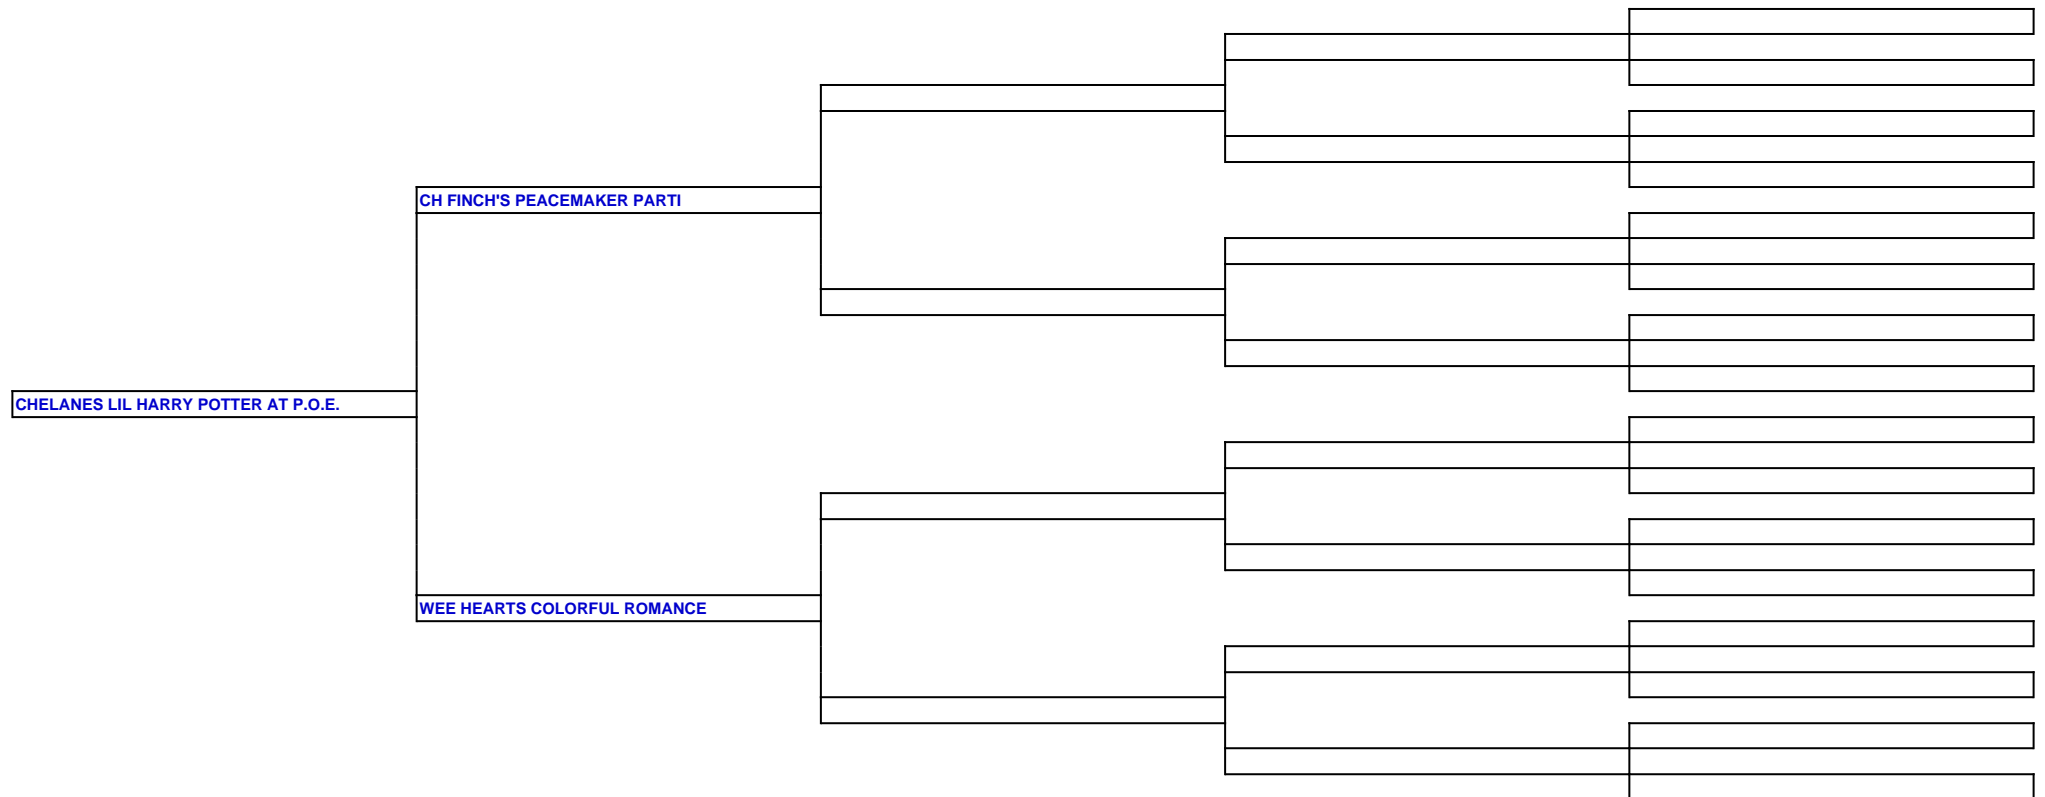 CH FINCH'S PEACEMAKER PARTI
CHELANES LIL HARRY POTTER AT P.O.E.
WEE HEARTS COLORFUL ROMANCE